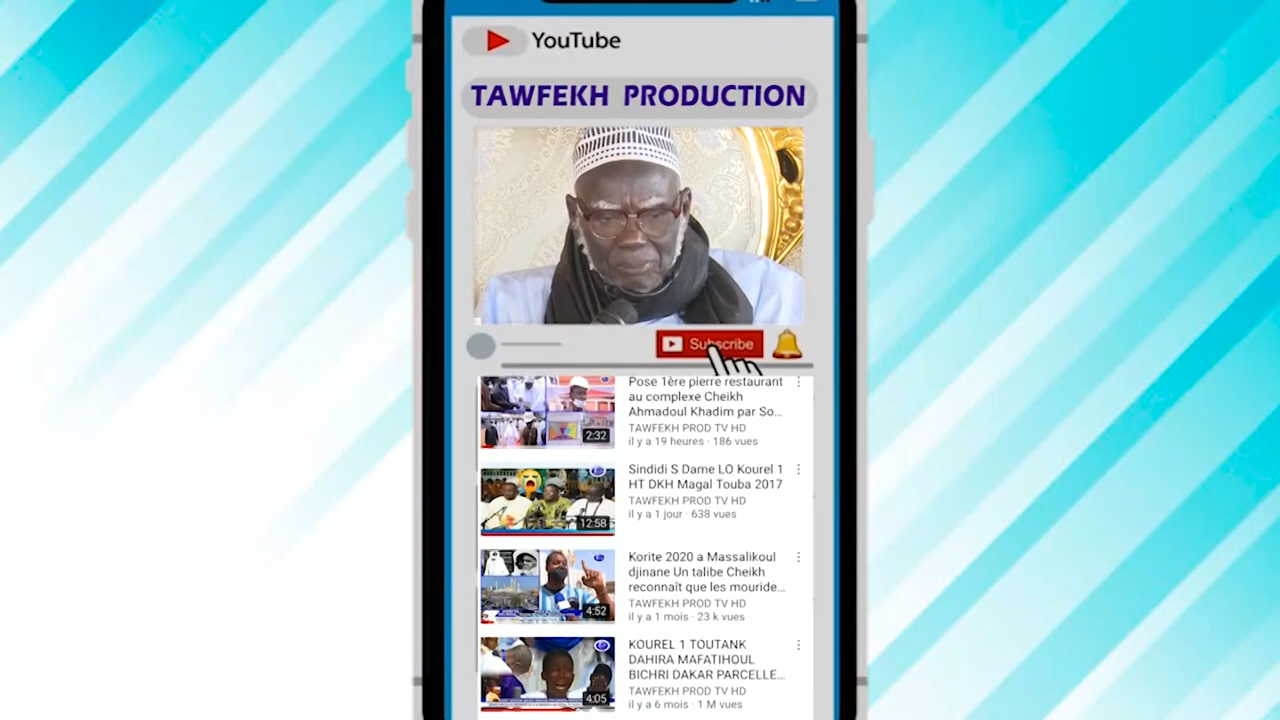 YouTube
TAWFEKH PRODUCTION
Subscribe
Pose 1ère pierre restaurant
au complexe Cheikh
Ahmadoul Khadim par So...
TAWFEKH PROD TV HD
il y a 19 heures · 186 vues
2:32
Sindidi S Dame LO Kourel 1
HT DKH Magal Touba 2017
TAWFEKH PROD TV HD
il y a 1 jour · 638 vues
12:58
Korite 2020 a Massalikoul
djinane Un talibe Cheikh
reconnaît que les mouride...
TAWFEKH PROD TV HD
il y a 1 mois · 23 k vues
4:52
KOUREL 1 TOUTANK
DAHIRA MAFATIHOUL
BICHRI DAKAR PARCELLE...
TAWFEKH PROD TV HD
il y a 6 mois · 1 M vues
4:05